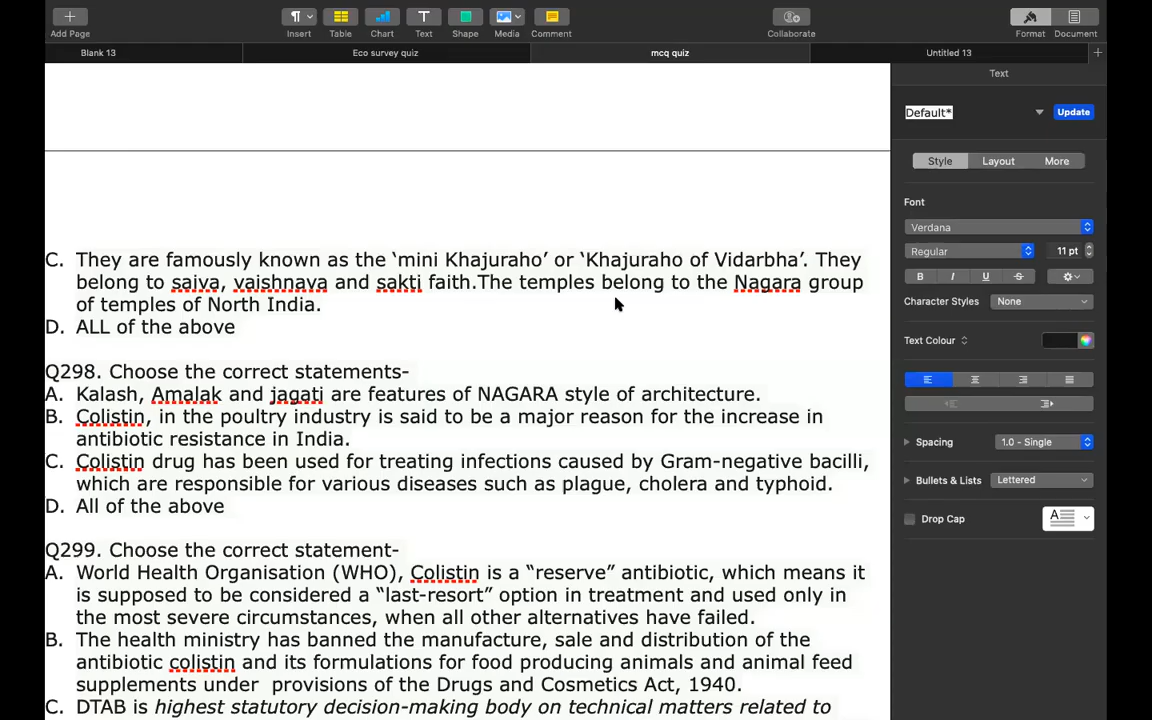 Add Page
Insert
Table
Chart
Text
Shape
Media
Comment
Collaborate
Format
Document
Blank 13
Eco survey quiz
mcq quiz
Untitled 13
Text
Default*
Update
Style
Layout
More
Font
Verdana
Regular
11 pt
B I U S
Character Styles
None
Text Colour
Spacing
1.0 - Single
Bullets & Lists
Lettered
Drop Cap
A
C. They are famously known as the ‘mini Khajuraho’ or ‘Khajuraho of Vidarbha’. They
belong to saiva, vaishnava and sakti faith.The temples belong to the Nagara group
of temples of North India.
D. ALL of the above
Q298. Choose the correct statements-
A. Kalash, Amalak and jagati are features of NAGARA style of architecture.
B. Colistin, in the poultry industry is said to be a major reason for the increase in
antibiotic resistance in India.
C. Colistin drug has been used for treating infections caused by Gram-negative bacilli,
which are responsible for various diseases such as plague, cholera and typhoid.
D. All of the above
Q299. Choose the correct statement-
A. World Health Organisation (WHO), Colistin is a “reserve” antibiotic, which means it
is supposed to be considered a “last-resort” option in treatment and used only in
the most severe circumstances, when all other alternatives have failed.
B. The health ministry has banned the manufacture, sale and distribution of the
antibiotic colistin and its formulations for food producing animals and animal feed
supplements under  provisions of the Drugs and Cosmetics Act, 1940.
C. DTAB is highest statutory decision-making body on technical matters related to